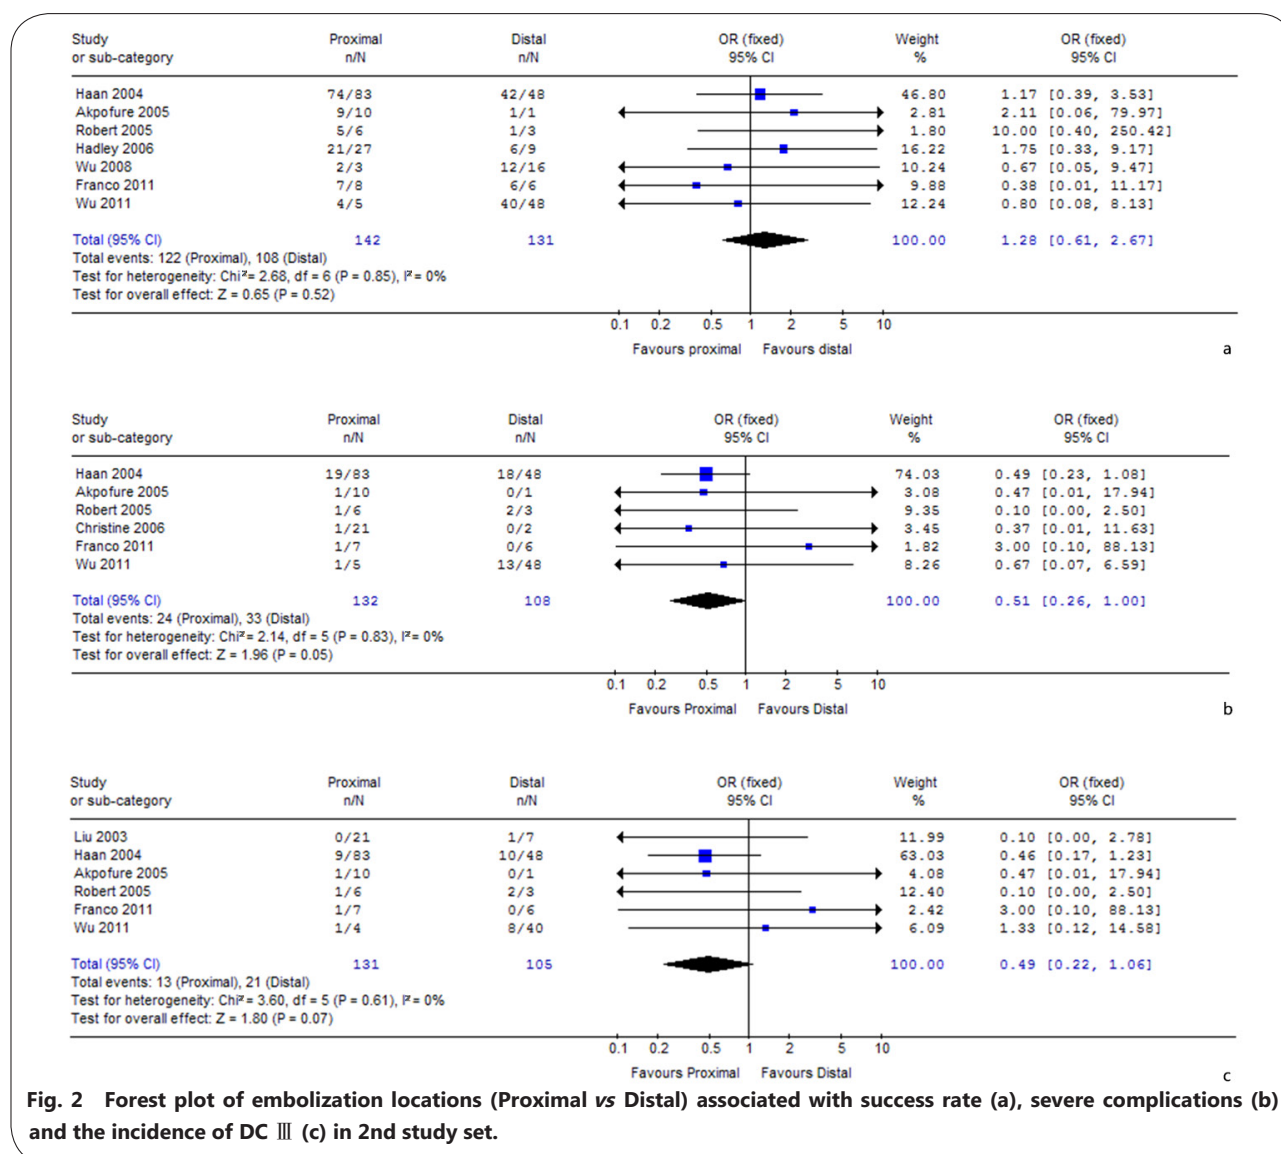 Study Proximal Distal OR (fixed) Weight OR (fixed)
or sub-category n/N n/N 95% CI % 95% CI
Haan 2004 74/83 42/48 46.80 1.17 [0.39, 3.53]
Akpofure 2005 9/10 1/1 2.81 2.11 [0.06, 79.97]
Robert 2005 5/6 1/3 1.80 10.00 [0.40, 250.42]
Hadley 2006 21/27 6/9 16.22 1.75 [0.33, 9.17]
Wu 2008 2/3 12/16 10.24 0.67 [0.05, 9.47]
Franco 2011 7/8 6/6 9.88 0.38 [0.01, 11.17]
Wu 2011 4/5 40/48 12.24 0.80 [0.08, 8.13]
Total (95% CI) 142 131 100.00 1.28 [0.61, 2.67]
Total events: 122 (Proximal), 108 (Distal)
Test for heterogeneity: Chi²= 2.68, df = 6 (P = 0.85), I²= 0%
Test for overall effect: Z = 0.65 (P = 0.52)
0.1 0.2 0.5 1 2 5 10
Favours proximal Favours distal a
Study Proximal Distal OR (fixed) Weight OR (fixed)
or sub-category n/N n/N 95% CI % 95% CI
Haan 2004 19/83 18/48 74.03 0.49 [0.23, 1.08]
Akpofure 2005 1/10 0/1 3.08 0.47 [0.01, 17.94]
Robert 2005 1/6 2/3 9.35 0.10 [0.00, 2.50]
Christine 2006 1/21 0/2 3.45 0.37 [0.01, 11.63]
Franco 2011 1/7 0/6 1.82 3.00 [0.10, 88.13]
Wu 2011 1/5 13/48 8.26 0.67 [0.07, 6.59]
Total (95% CI) 132 108 100.00 0.51 [0.26, 1.00]
Total events: 24 (Proximal), 33 (Distal)
Test for heterogeneity: Chi²= 2.14, df = 5 (P = 0.83), I²= 0%
Test for overall effect: Z = 1.96 (P = 0.05)
0.1 0.2 0.5 1 2 5 10
Favours Proximal Favours Distal b
Study Proximal Distal OR (fixed) Weight OR (fixed)
or sub-category n/N n/N 95% CI % 95% CI
Liu 2003 0/21 1/7 11.99 0.10 [0.00, 2.78]
Haan 2004 9/83 10/48 63.03 0.46 [0.17, 1.23]
Akpofure 2005 1/10 0/1 4.08 0.47 [0.01, 17.94]
Robert 2005 1/6 2/3 12.40 0.10 [0.00, 2.50]
Franco 2011 1/7 0/6 2.42 3.00 [0.10, 88.13]
Wu 2011 1/4 8/40 6.09 1.33 [0.12, 14.58]
Total (95% CI) 131 105 100.00 0.49 [0.22, 1.06]
Total events: 13 (Proximal), 21 (Distal)
Test for heterogeneity: Chi²= 3.60, df = 5 (P = 0.61), I²= 0%
Test for overall effect: Z = 1.80 (P = 0.07)
0.1 0.2 0.5 1 2 5 10
Favours Proximal Favours Distal c
Fig. 2 Forest plot of embolization locations (Proximal vs Distal) associated with success rate (a), severe complications (b)
and the incidence of DC Ⅲ (c) in 2nd study set.